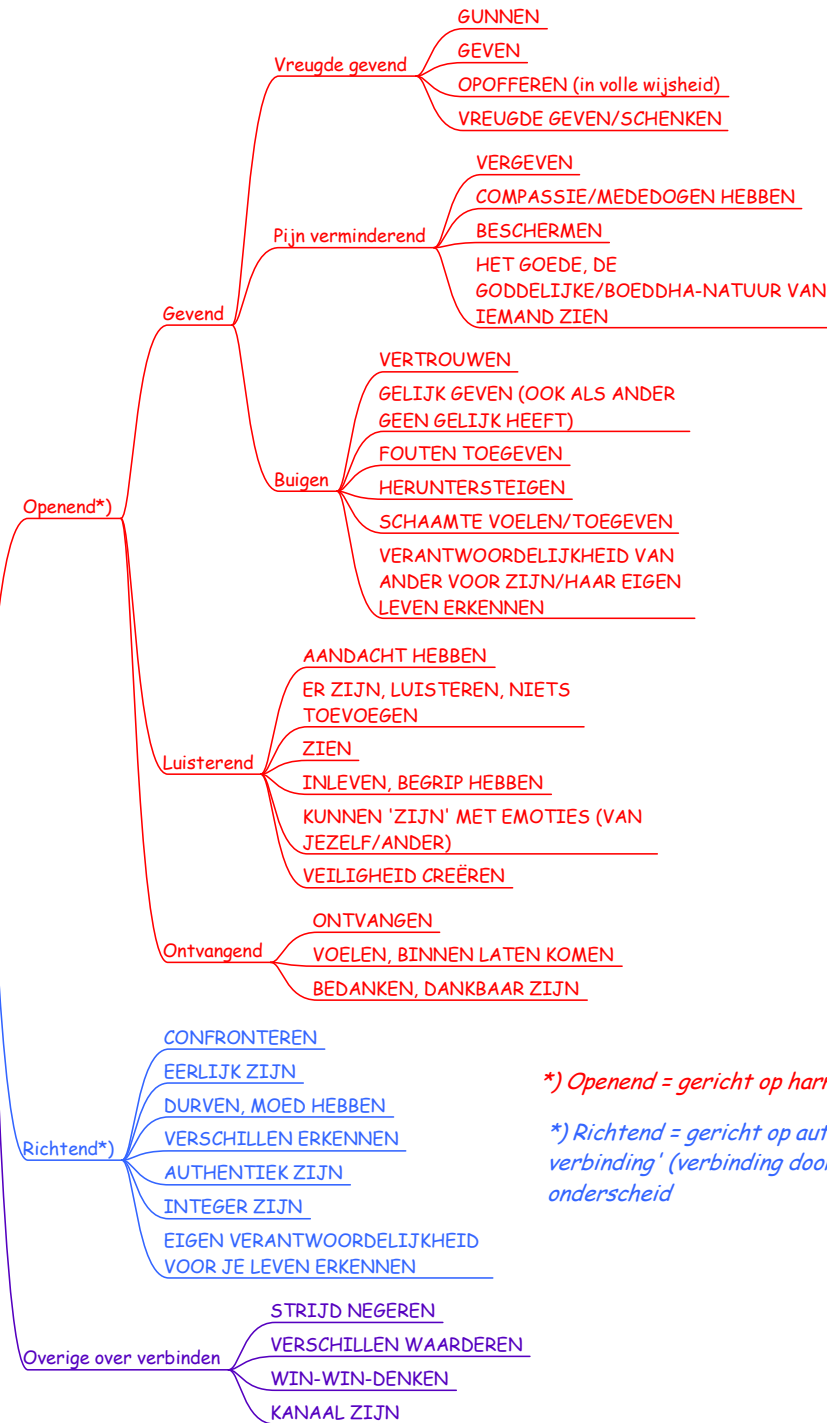 GUNNEN
GEVEN
Vreugde gevend
OPOFFEREN (in volle wijsheid)
VREUGDE GEVEN/SCHENKEN
VERGEVEN
COMPASSIE/MEDEDOGEN HEBBEN
Pijn verminderend
BESCHERMEN
HET GOEDE, DE
GODDELIJKE/BOEDDHA-NATUUR VAN
IEMAND ZIEN
Gevend
VERTROUWEN
GELIJK GEVEN (OOK ALS ANDER
GEEN GELIJK HEEFT)
FOUTEN TOEGEVEN
Buigen
HERUNTERSTEIGEN
SCHAAMTE VOELEN/TOEGEVEN
VERANTWOORDELIJKHEID VAN
ANDER VOOR ZIJN/HAAR EIGEN
LEVEN ERKENNEN
Openend*)
AANDACHT HEBBEN
ER ZIJN, LUISTEREN, NIETS
TOEVOEGEN
ZIEN
Luisterend
INLEVEN, BEGRIP HEBBEN
KUNNEN 'ZIJN' MET EMOTIES (VAN
JEZELF/ANDER)
VEILIGHEID CREËREN
ONTVANGEN
Ontvangend
VOELEN, BINNEN LATEN KOMEN
BEDANKEN, DANKBAAR ZIJN
CONFRONTEREN
EERLIJK ZIJN
DURVEN, MOED HEBBEN
VERSCHILLEN ERKENNEN
Richtend*)
AUTHENTIEK ZIJN
INTEGER ZIJN
EIGEN VERANTWOORDELIJKHEID
VOOR JE LEVEN ERKENNEN
*) Openend = gericht op
*) Richtend = gericht op
verbinding' (verbinding door
onderscheid
STRIJD NEGEREN
VERSCHILLEN WAARDEREN
Overige over verbinden
WIN-WIN-DENKEN
KANAAL ZIJN